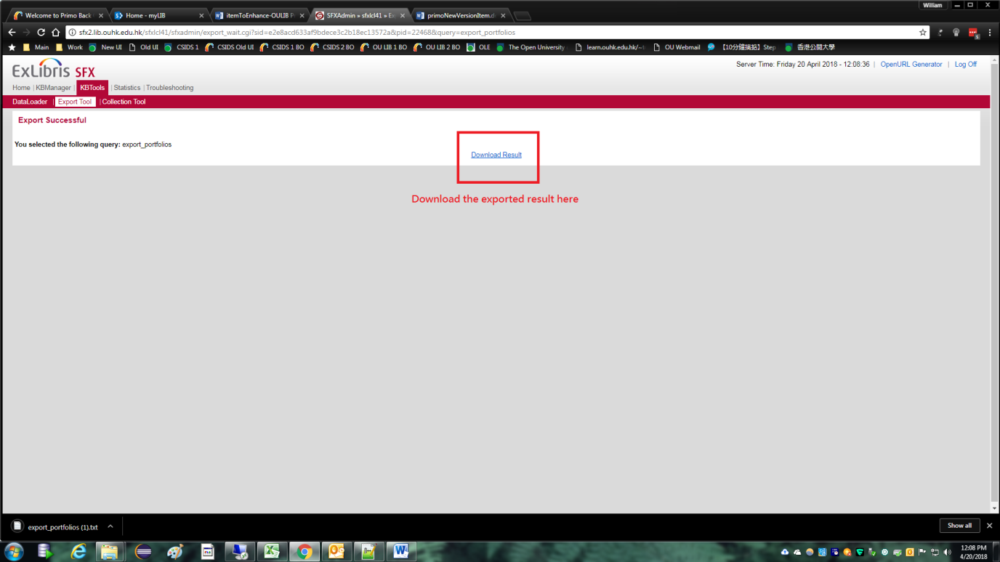 William
Welcome to Primo Back
Home - myLIB
itemToEnhance-OULIB P
SFXAdmin » sfxlcl41 » Ex
primoNewVersionItem.d
sfx2.lib.ouhk.edu.hk/sfxlcl41/sfxadmin/export_wait.cgi?sid=e2e8acd633af9bdece3c2b18ec13572a&pid=22468&query=export_portfolios
Main Work New UI Old UI CSIDS 1 CSIDS Old UI CSIDS 1 BO CSIDS 2 BO OU LIB 1 BO OU LIB 2 BO OLE The Open University learn.ouhk.edu.hk/~ OU Webmail 【10分鐘搞掂】Step 香港公開大學
ExLibris SFX
Server Time: Friday 20 April 2018 - 12:08:36 | OpenURL Generator | Log Off
Home | KBManager | KBTools | Statistics | Troubleshooting
DataLoader | Export Tool | Collection Tool
Export Successful
You selected the following query: export_portfolios
Download Result
Download the exported result here
export_portfolios (1).txt
Show all
12:08 PM
4/20/2018